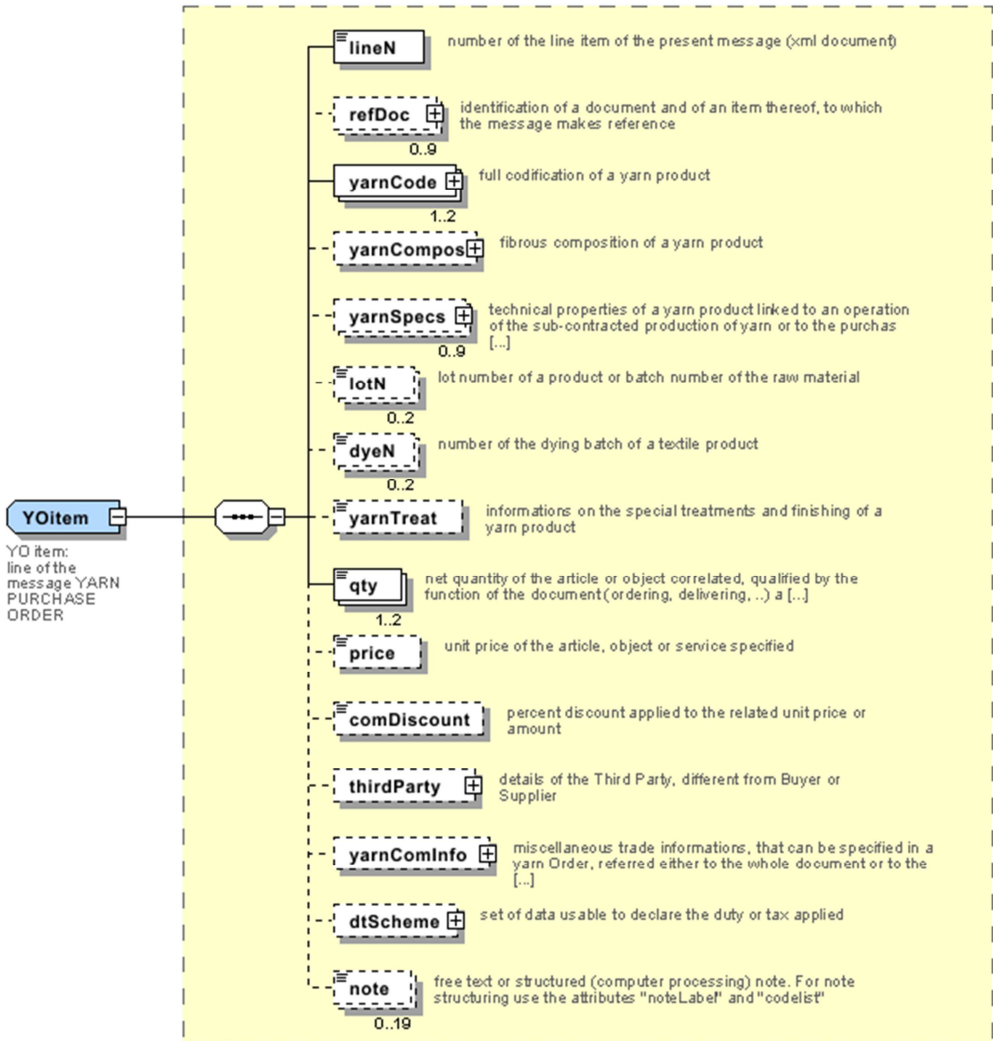 lineN
number of the line item of the present message (xml document)
refDoc
identification of a document and of an item thereof, to which
the message makes reference
0..9
yarnCode
full codification of a yarn product
1..2
yarnCompos
fibrous composition of a yarn product
yarnSpecs
technical properties of a yarn product linked to an operation
of the sub-contracted production of yarn or to the purchas
[...]
0..9
lotN
lot number of a product or batch number of the raw material
0..2
dyeN
number of the dying batch of a textile product
0..2
YOitem
YO item:
line of the
message YARN
PURCHASE
ORDER
yarnTreat
informations on the special treatments and finishing of a
yarn product
qty
net quantity of the article or object correlated, qualified by the
function of the document (ordering, delivering, ..) a [...]
1..2
price
unit price of the article, object or service specified
comDiscount
percent discount applied to the related unit price or
amount
thirdParty
details of the Third Party, different from Buyer or
Supplier
yarnComInfo
miscellaneous trade informations, that can be specified in a
yarn Order, referred either to the whole document or to the
[...]
dtScheme
set of data usable to declare the duty or tax applied
note
free text or structured (computer processing) note. For note
structuring use the attributes "noteLabel" and "codelist"
0..19